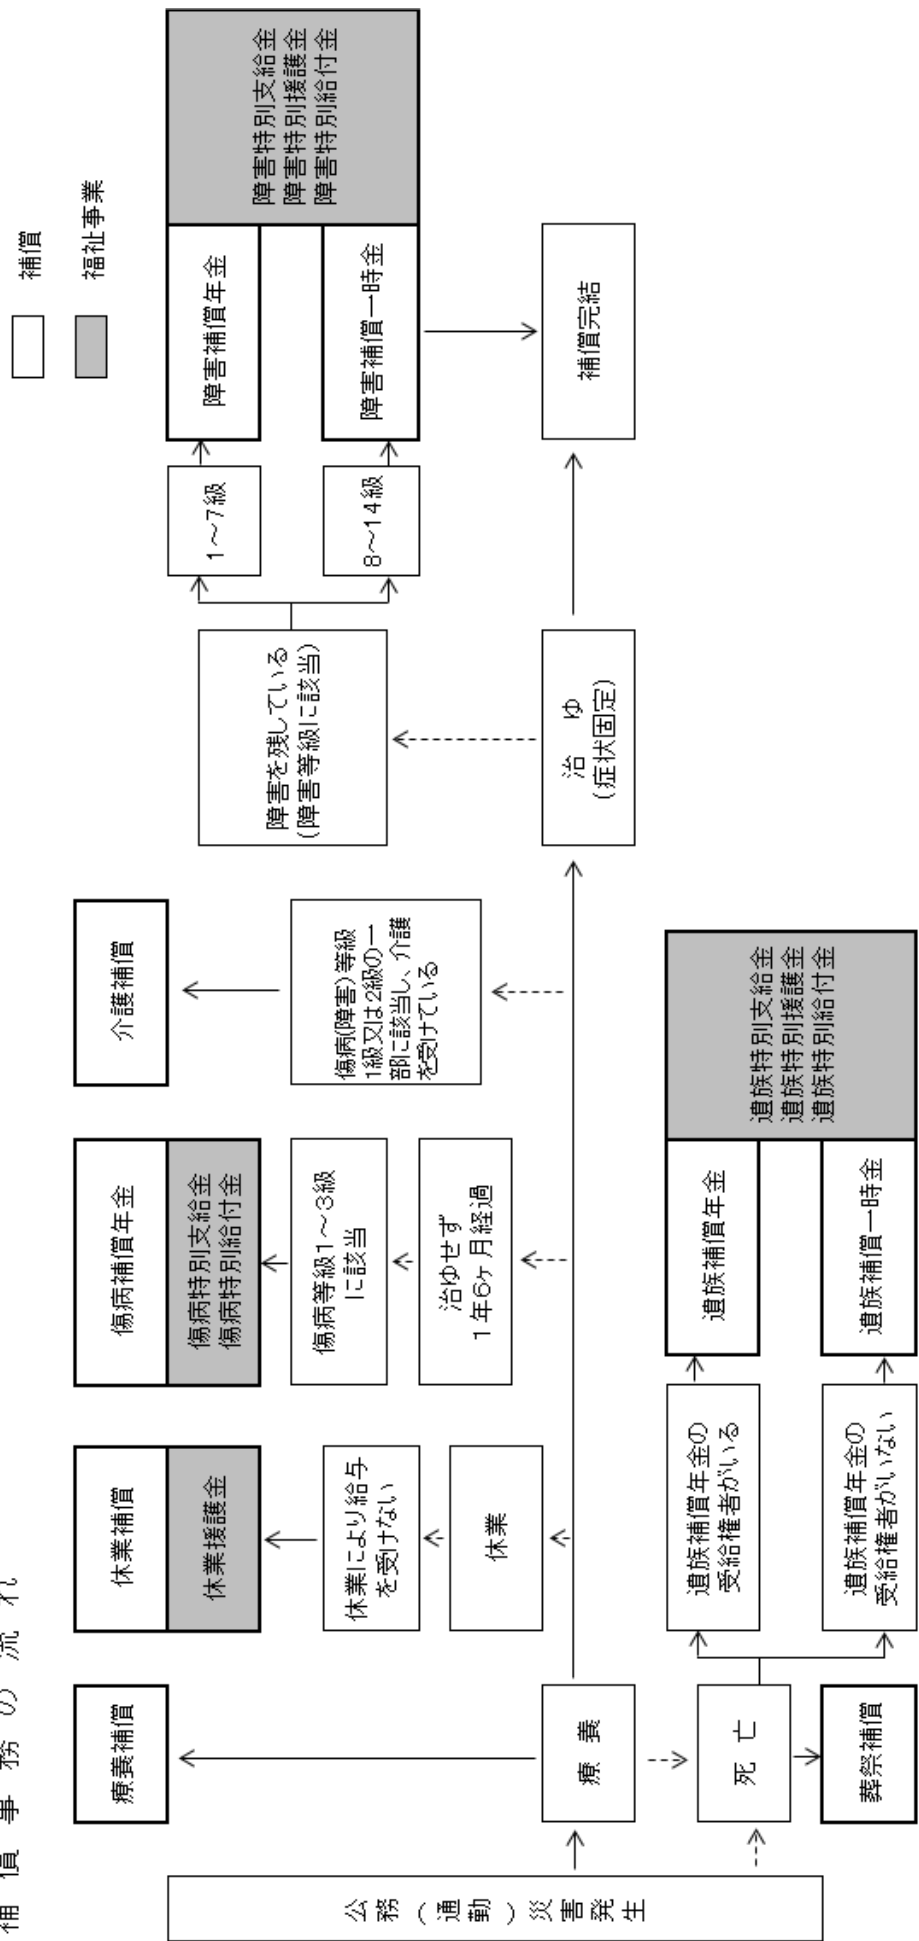 補償事務の流れ
補償
福祉事業
公務(通勤)災害発生
療養
療養補償
死亡
葬祭補償
休業
休業により給与
を受けない
休業補償
休業援護金
治ゆせず
1年6ヶ月経過
傷病等級1～3級
に該当
傷病補償年金
傷病特別支給金
傷病特別給付金
傷病(障害)等級
1級又は2級の一
部に該当し、介護
を受けている
介護補償
治ゆ
(症状固定)
障害を残している
(障害等級に該当)
1～7級
8～14級
障害補償年金
障害補償一時金
障害特別支給金
障害特別援護金
障害特別給付金
補償完結
遺族補償年金の
受給権者がいる
遺族補償年金の
受給権者がいない
遺族補償年金
遺族補償一時金
遺族特別支給金
遺族特別援護金
遺族特別給付金